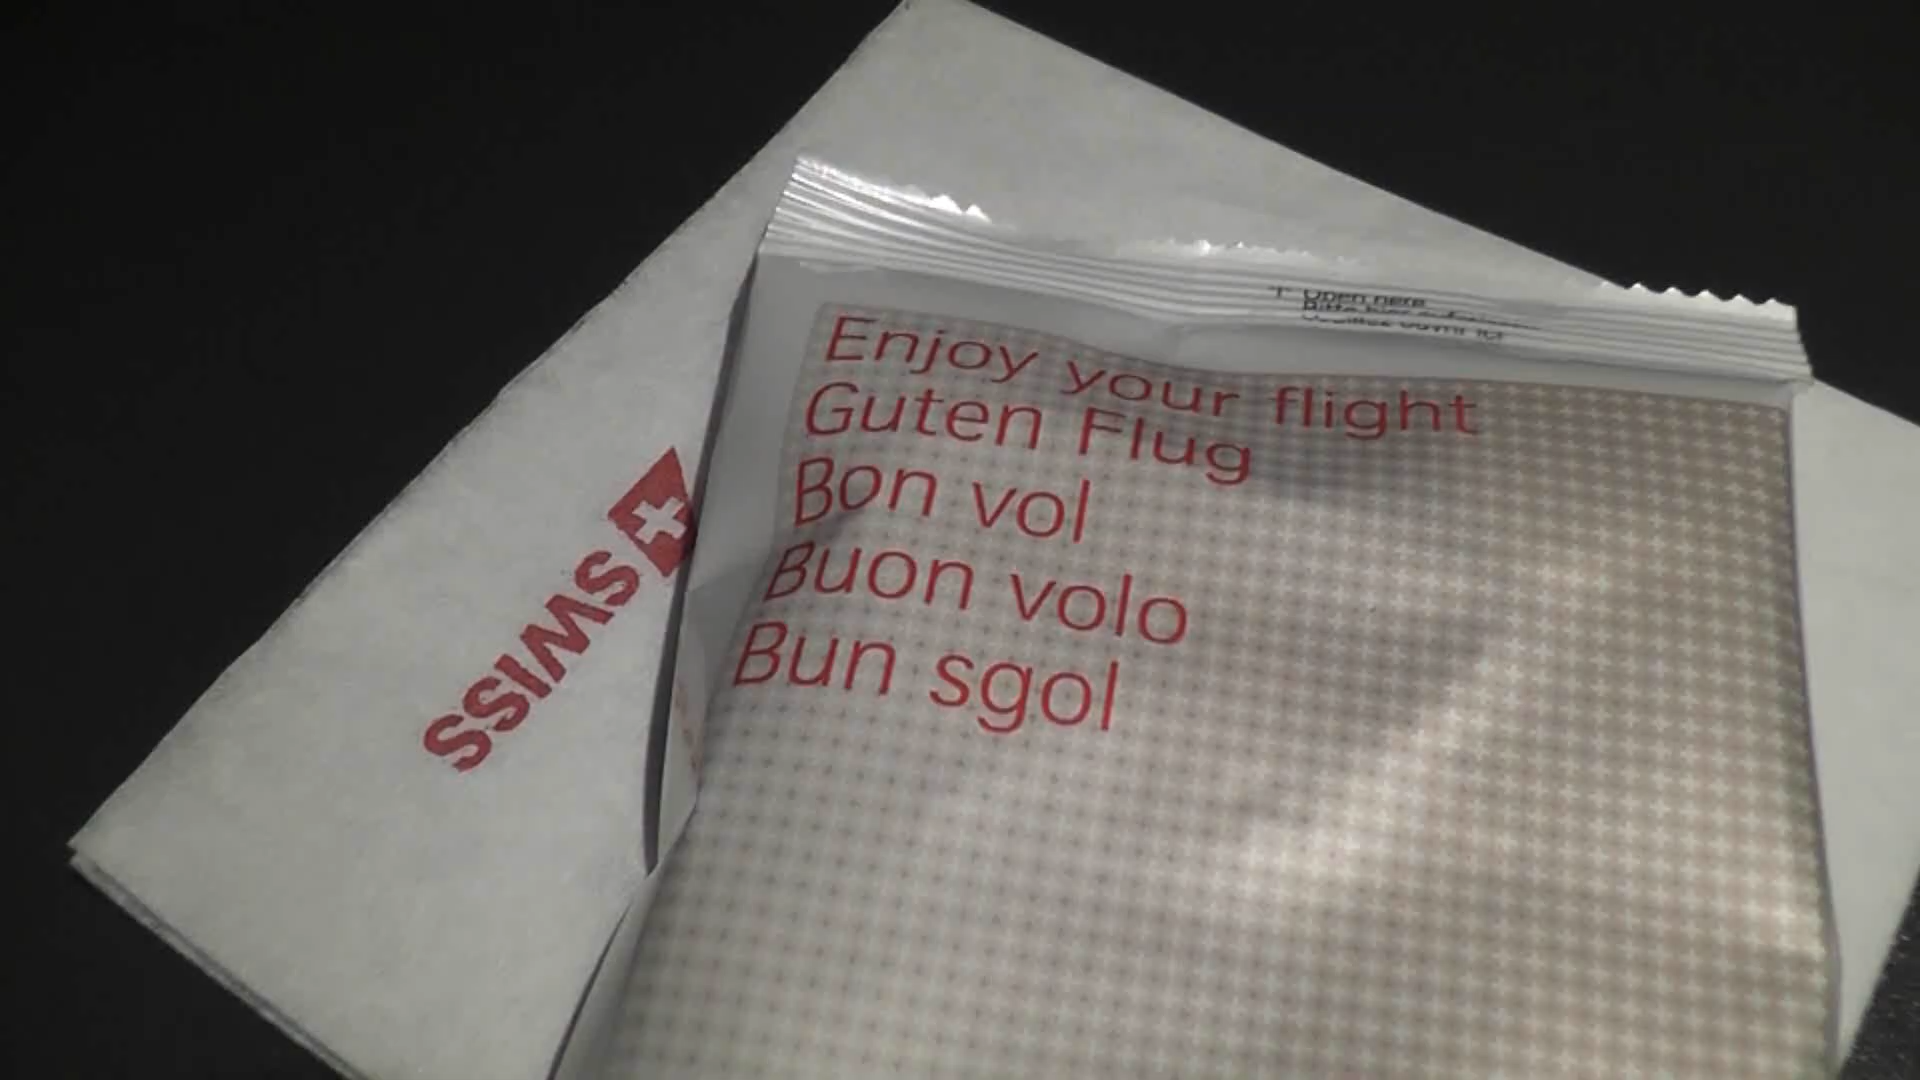 Open here
Enjoy your flight
Guten Flug
Bon vol
Buon volo
Bun sgol
SWISS